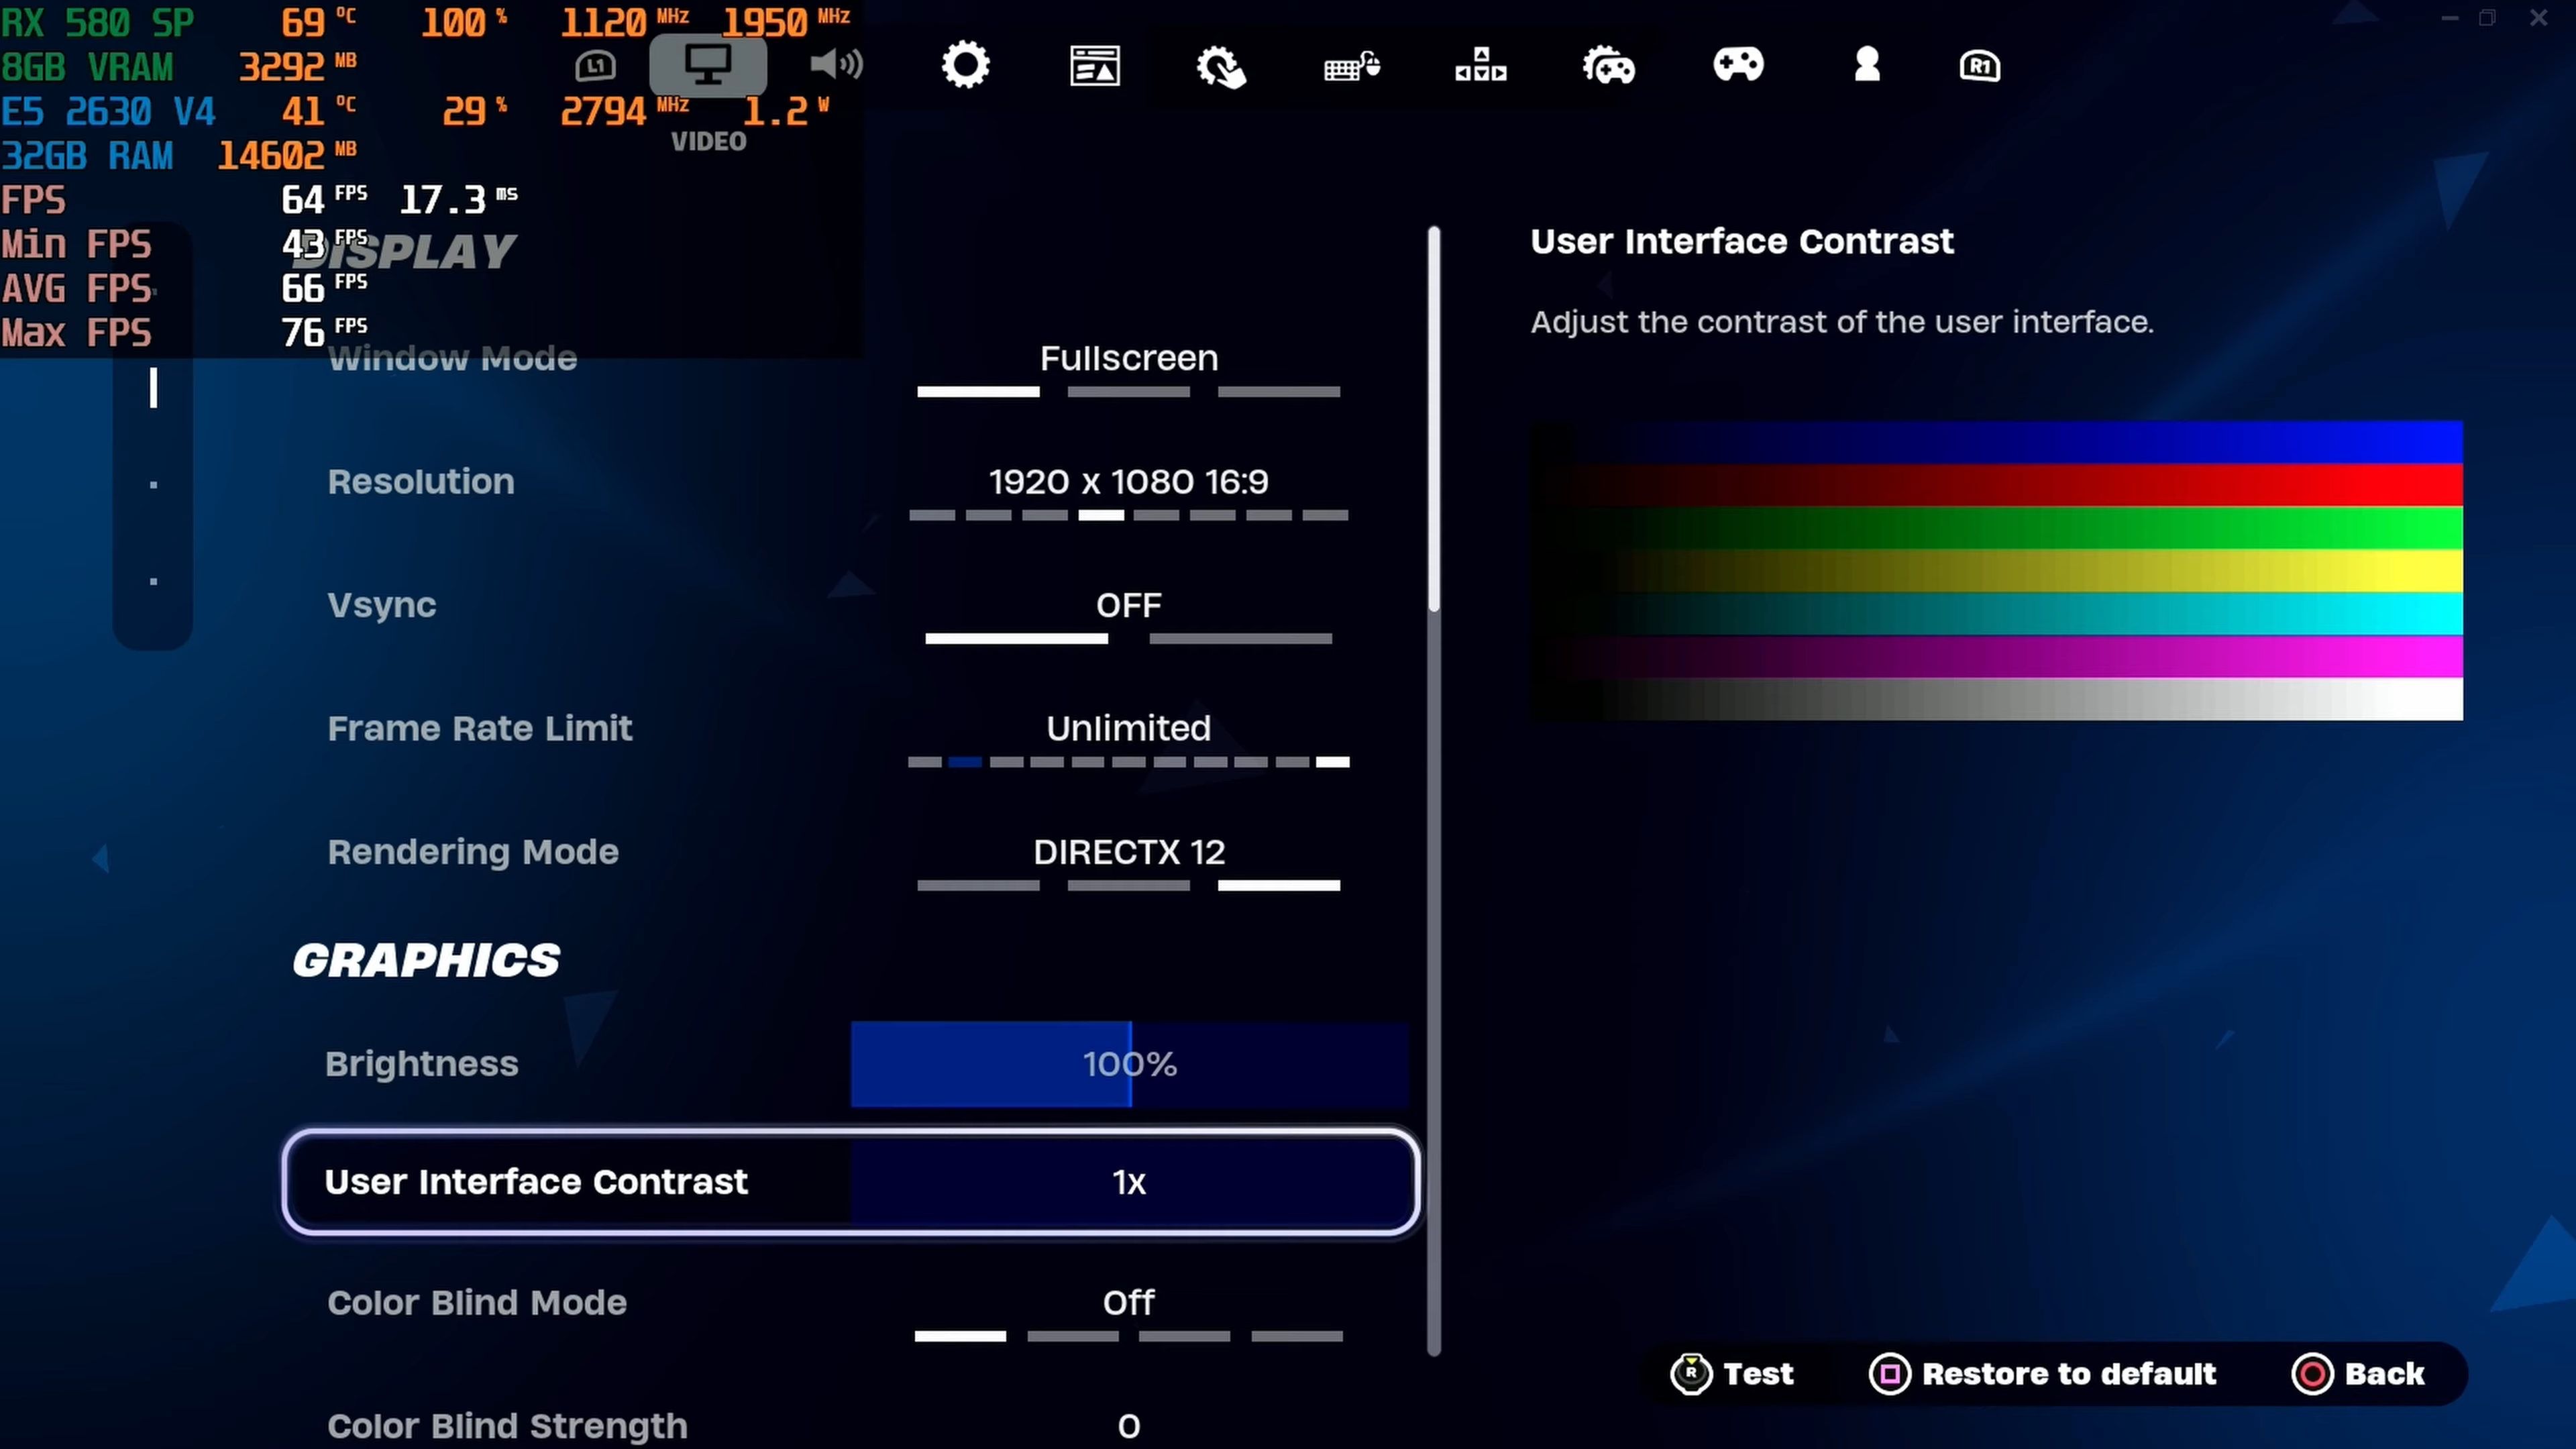 RX 580 SP 69 °C 100 % 1120 MHz 1950 MHz
8GB VRAM 3292 MB
L1
R1
E5 2630 V4 41 °C 29 % 2794 MHz 1.2 W
VIDEO
32GB RAM 14602 MB
FPS 64 FPS 17.3 ms
Min FPS 43 FPS
DISPLAY
AVG FPS 66 FPS
Max FPS 76 FPS
Window Mode Fullscreen
Resolution 1920 x 1080 16:9
Vsync OFF
Frame Rate Limit Unlimited
Rendering Mode DIRECTX 12
GRAPHICS
Brightness 100%
User Interface Contrast 1x
Color Blind Mode Off
Color Blind Strength 0
User Interface Contrast
Adjust the contrast of the user interface.
R Test Restore to default Back